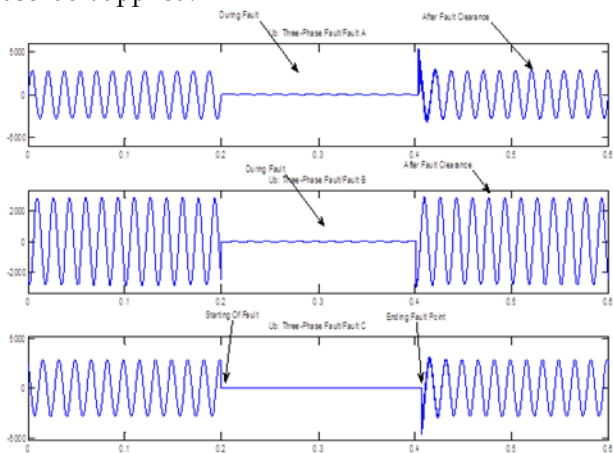 During Fault
After Fault Clearance
Ub: Three-Phase Fault/Fault A
5000
0
-5000
0 0.1 0.2 0.3 0.4 0.5 0.6
During Fault
After Fault Clearance
Ub: Three-Phase Fault/Fault B
2000
0
-2000
0 0.1 0.2 0.3 0.4 0.5 0.6
Starting Of Fault
Ending Fault Point
Ub: Three-Phase Fault/Fault C
5000
0
-5000
0 0.1 0.2 0.3 0.4 0.5 0.6